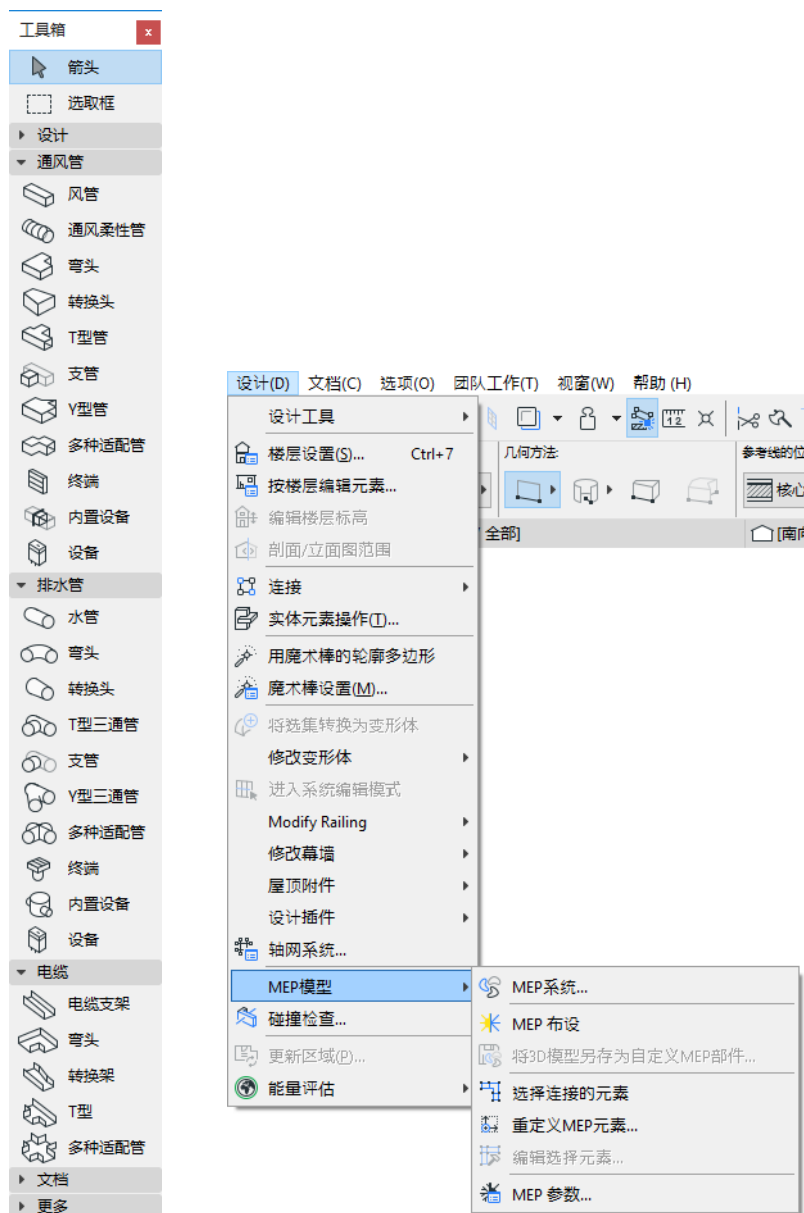 工具箱
x
箭头
选取框
设计
通风管
风管
通风柔性管
弯头
转换头
T型管
支管
Y型管
多种适配管
终端
内置设备
设备
排水管
水管
弯头
转换头
T型三通管
支管
Y型三通管
多种适配管
终端
内置设备
设备
电缆
电缆支架
弯头
转换架
T型
多种适配管
文档
更多
设计(D) 文档(C) 选项(O) 团队工作(T) 视窗(W) 帮助 (H)
设计工具
楼层设置(S)... Ctrl+7
按楼层编辑元素...
编辑楼层标高
剖面/立面图范围
连接
实体元素操作(T)...
用魔术棒的轮廓多边形
魔术棒设置(M)...
将选集转换为变形体
修改变形体
进入系统编辑模式
Modify Railing
修改幕墙
屋顶附件
设计插件
轴网系统...
MEP模型
碰撞检查...
更新区域(P)...
能量评估
12
几何方法:
参考线的位
核心
全部]
[南向
MEP系统...
MEP 布设
将3D模型另存为自定义MEP部件...
选择连接的元素
重定义MEP元素...
编辑选择元素...
MEP 参数...